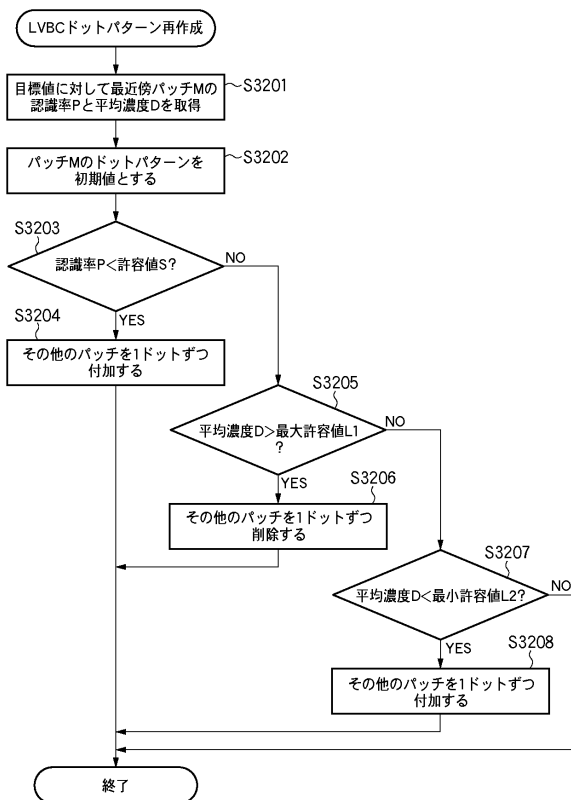 LVBCドットパターン再作成
目標値に対して最近傍パッチMの
認識率Pと平均濃度Dを取得
S3201
パッチMのドットパターンを
初期値とする
S3202
S3203
認識率P<許容値S?
NO
YES
S3204
その他のパッチを1ドットずつ
付加する
S3205
平均濃度D>最大許容値L1
?
NO
YES
S3206
その他のパッチを1ドットずつ
削除する
S3207
平均濃度D<最小許容値L2?
NO
YES
S3208
その他のパッチを1ドットずつ
付加する
終了